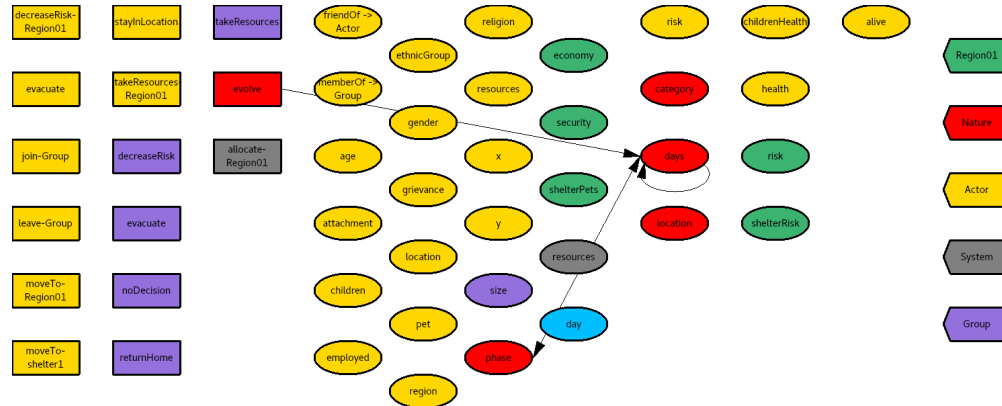 decreaseRisk-
Region01
stayInLocation
takeResources
friendOf ->
Actor
religion
risk
childrenHealth
alive
ethnicGroup
economy
Region01
evacuate
takeResources-
Region01
evolve
memberOf ->
Group
resources
category
health
gender
security
Nature
join-Group
decreaseRisk
allocate-
Region01
age
x
days
risk
grievance
shelterPets
Actor
leave-Group
evacuate
attachment
y
location
shelterRisk
location
resources
System
moveTo-
Region01
noDecision
children
size
pet
day
Group
moveTo-
shelter1
returnHome
employed
phase
region